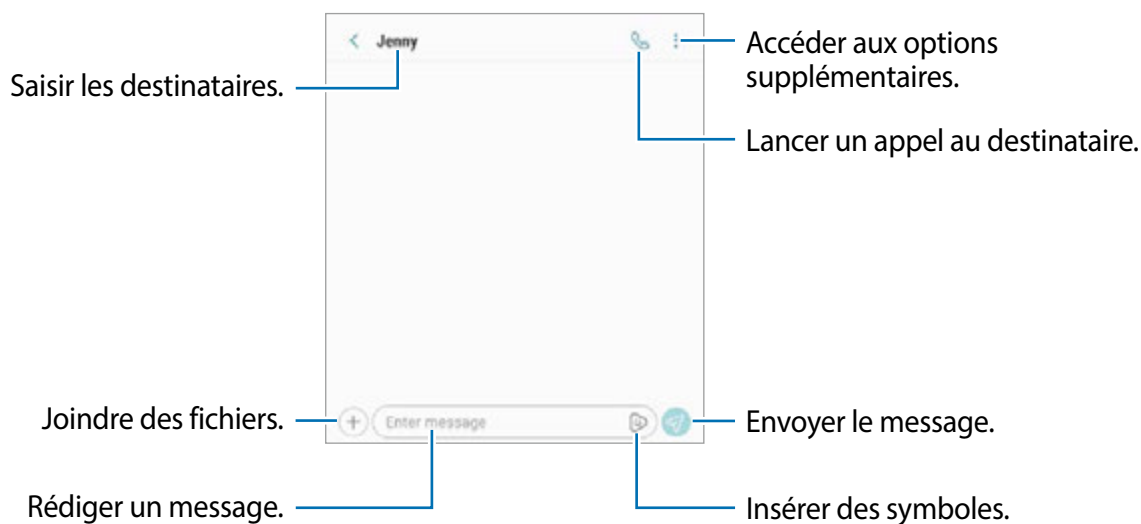 Jenny
Accéder aux options
supplémentaires.
Saisir les destinataires.
Lancer un appel au destinataire.
Joindre des fichiers.
Enter message
Envoyer le message.
Rédiger un message.
Insérer des symboles.